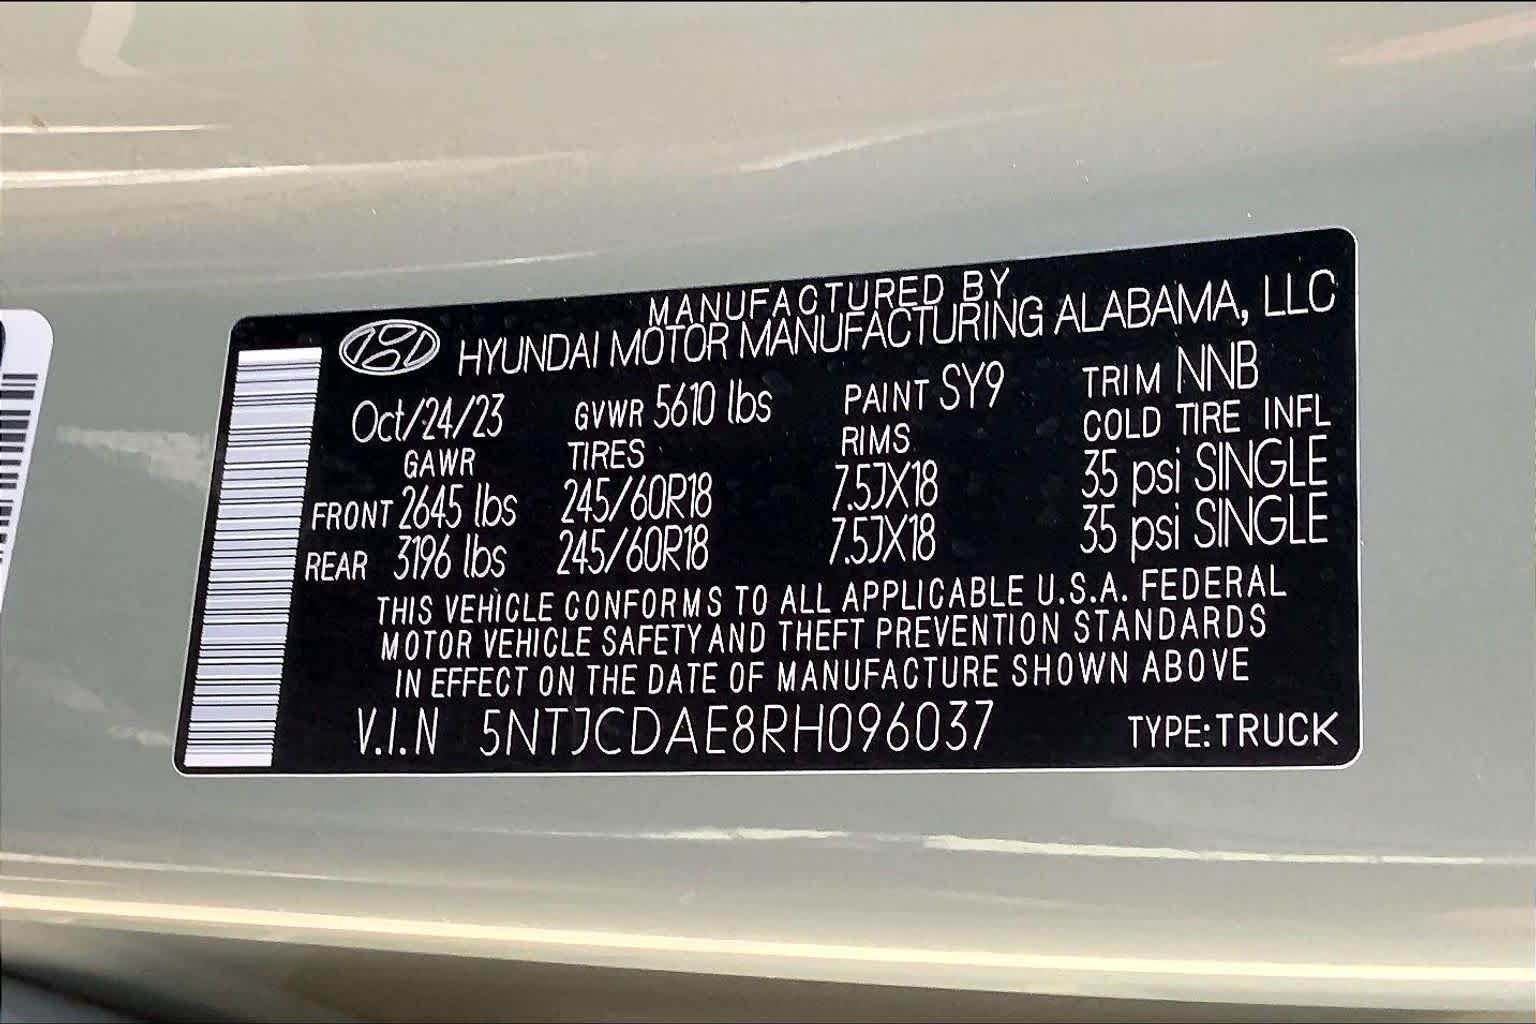 MANUFACTURED BY
HYUNDAI MOTOR MANUFACTURING ALABAMA, LLC
Oct/24/23 GVWR 5610 lbs PAINT SY9 TRIM NNB
GAWR TIRES RIMS COLD TIRE INFL
FRONT 2645 lbs 245/60R18 7.5JX18 35 psi SINGLE
REAR 3196 lbs 245/60R18 7.5JX18 35 psi SINGLE
THIS VEHICLE CONFORMS TO ALL APPLICABLE U.S.A. FEDERAL
MOTOR VEHICLE SAFETY AND THEFT PREVENTION STANDARDS
IN EFFECT ON THE DATE OF MANUFACTURE SHOWN ABOVE
V.I.N 5NTJCDAE8RH096037 TYPE:TRUCK